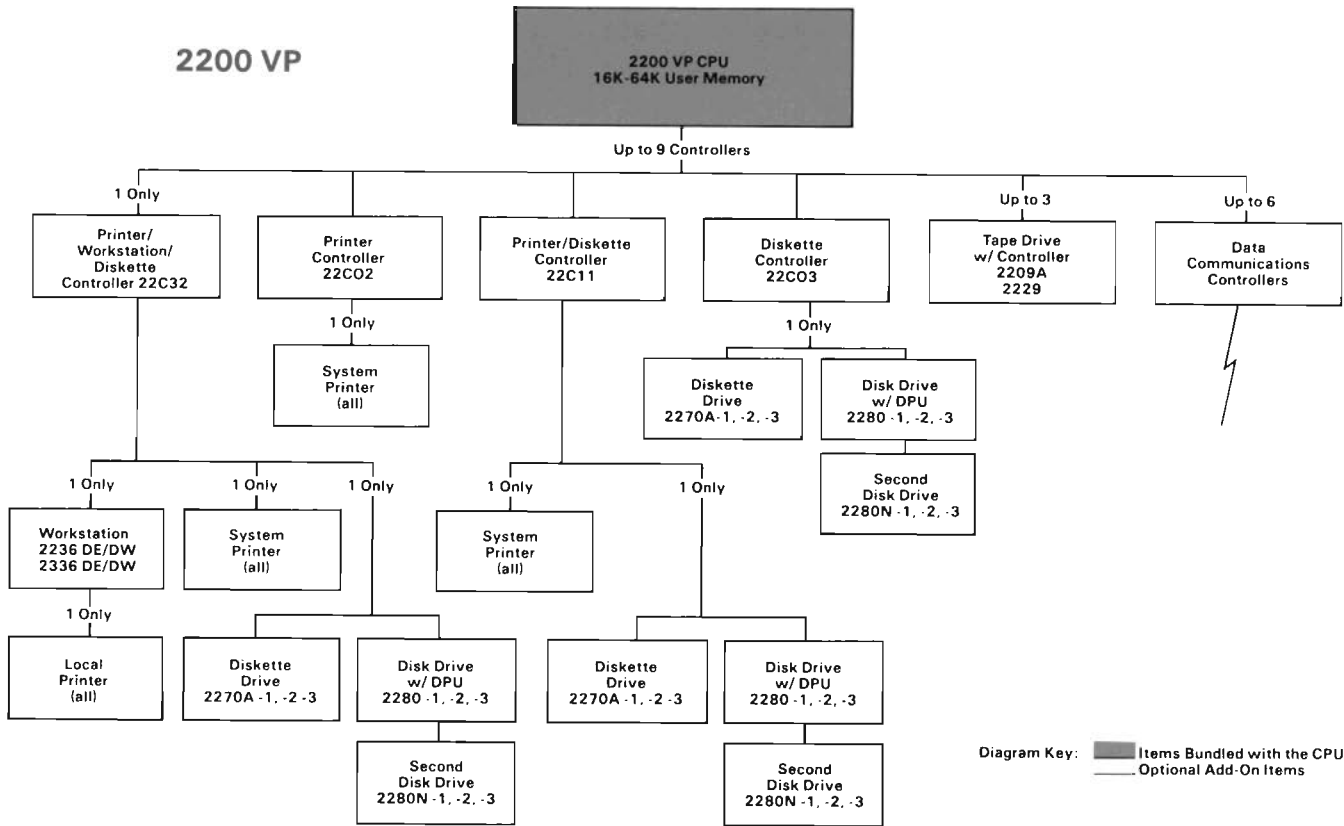 2200 VP
2200 VP CPU
16K-64K User Memory
Up to 9 Controllers
1 Only
Printer/
Workstation/
Diskette
Controller 22C32
Printer
Controller
22CO2
Printer/Diskette
Controller
22C11
Diskette
Controller
22CO3
Up to 3
Tape Drive
w/ Controller
2209A
2229
Up to 6
Data
Communications
Controllers
1 Only
System
Printer
(all)
1 Only
Diskette
Drive
2270A-1, -2, -3
Disk Drive
w/ DPU
2280 -1, -2, -3
Second
Disk Drive
2280N -1, -2, -3
1 Only
Workstation
2236 DE/DW
2336 DE/DW
1 Only
System
Printer
(all)
1 Only
1 Only
System
Printer
(all)
1 Only
1 Only
Local
Printer
(all)
Diskette
Drive
2270A -1, -2 -3
Disk Drive
w/ DPU
2280 -1, -2, -3
Second
Disk Drive
2280N -1, -2, -3
Diskette
Drive
2270A -1, -2 -3
Disk Drive
w/ DPU
2280 -1, -2, -3
Second
Disk Drive
2280N -1, -2, -3
Diagram Key:
Items Bundled with the CPU
Optional Add-On Items